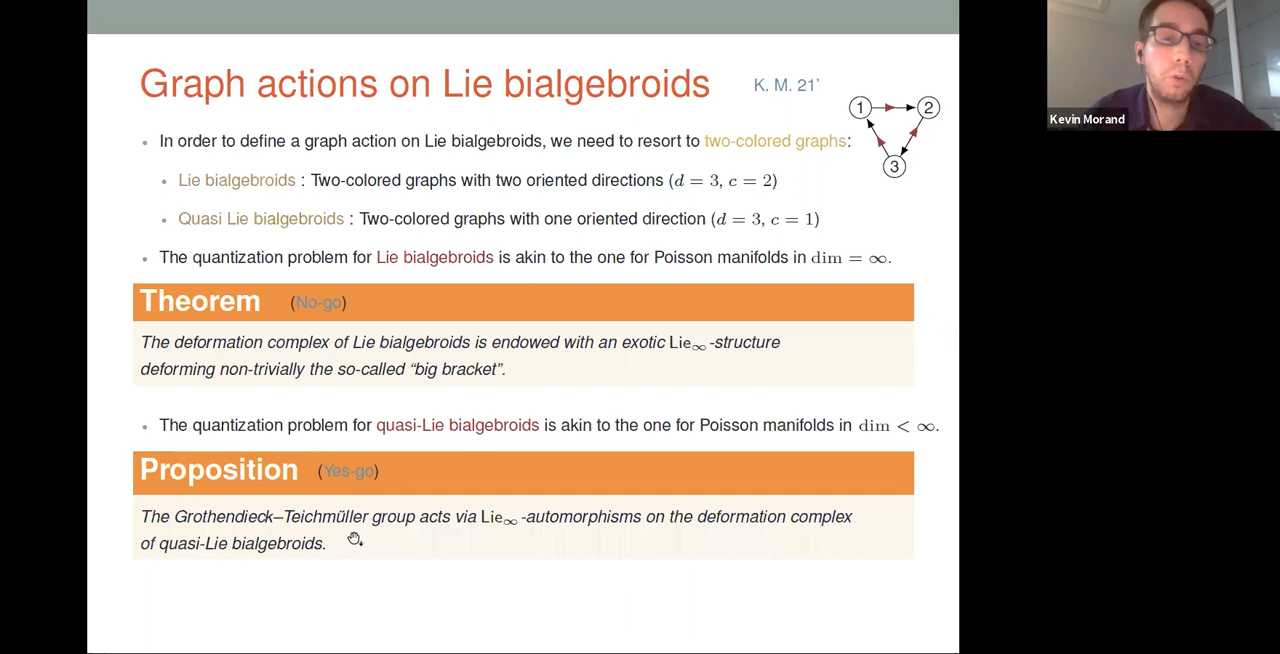 Graph actions on Lie bialgebroids K. M. 21’
1 2
3
• In order to define a graph action on Lie bialgebroids, we need to resort to two-colored graphs:
• Lie bialgebroids : Two-colored graphs with two oriented directions (d = 3, c = 2)
• Quasi Lie bialgebroids : Two-colored graphs with one oriented direction (d = 3, c = 1)
• The quantization problem for Lie bialgebroids is akin to the one for Poisson manifolds in dim = ∞.
Theorem (No-go)
The deformation complex of Lie bialgebroids is endowed with an exotic Lie∞-structure
deforming non-trivially the so-called “big bracket”.
• The quantization problem for quasi-Lie bialgebroids is akin to the one for Poisson manifolds in dim < ∞.
Proposition (Yes-go)
The Grothendieck–Teichmüller group acts via Lie∞-automorphisms on the deformation complex
of quasi-Lie bialgebroids.
Kevin Morand